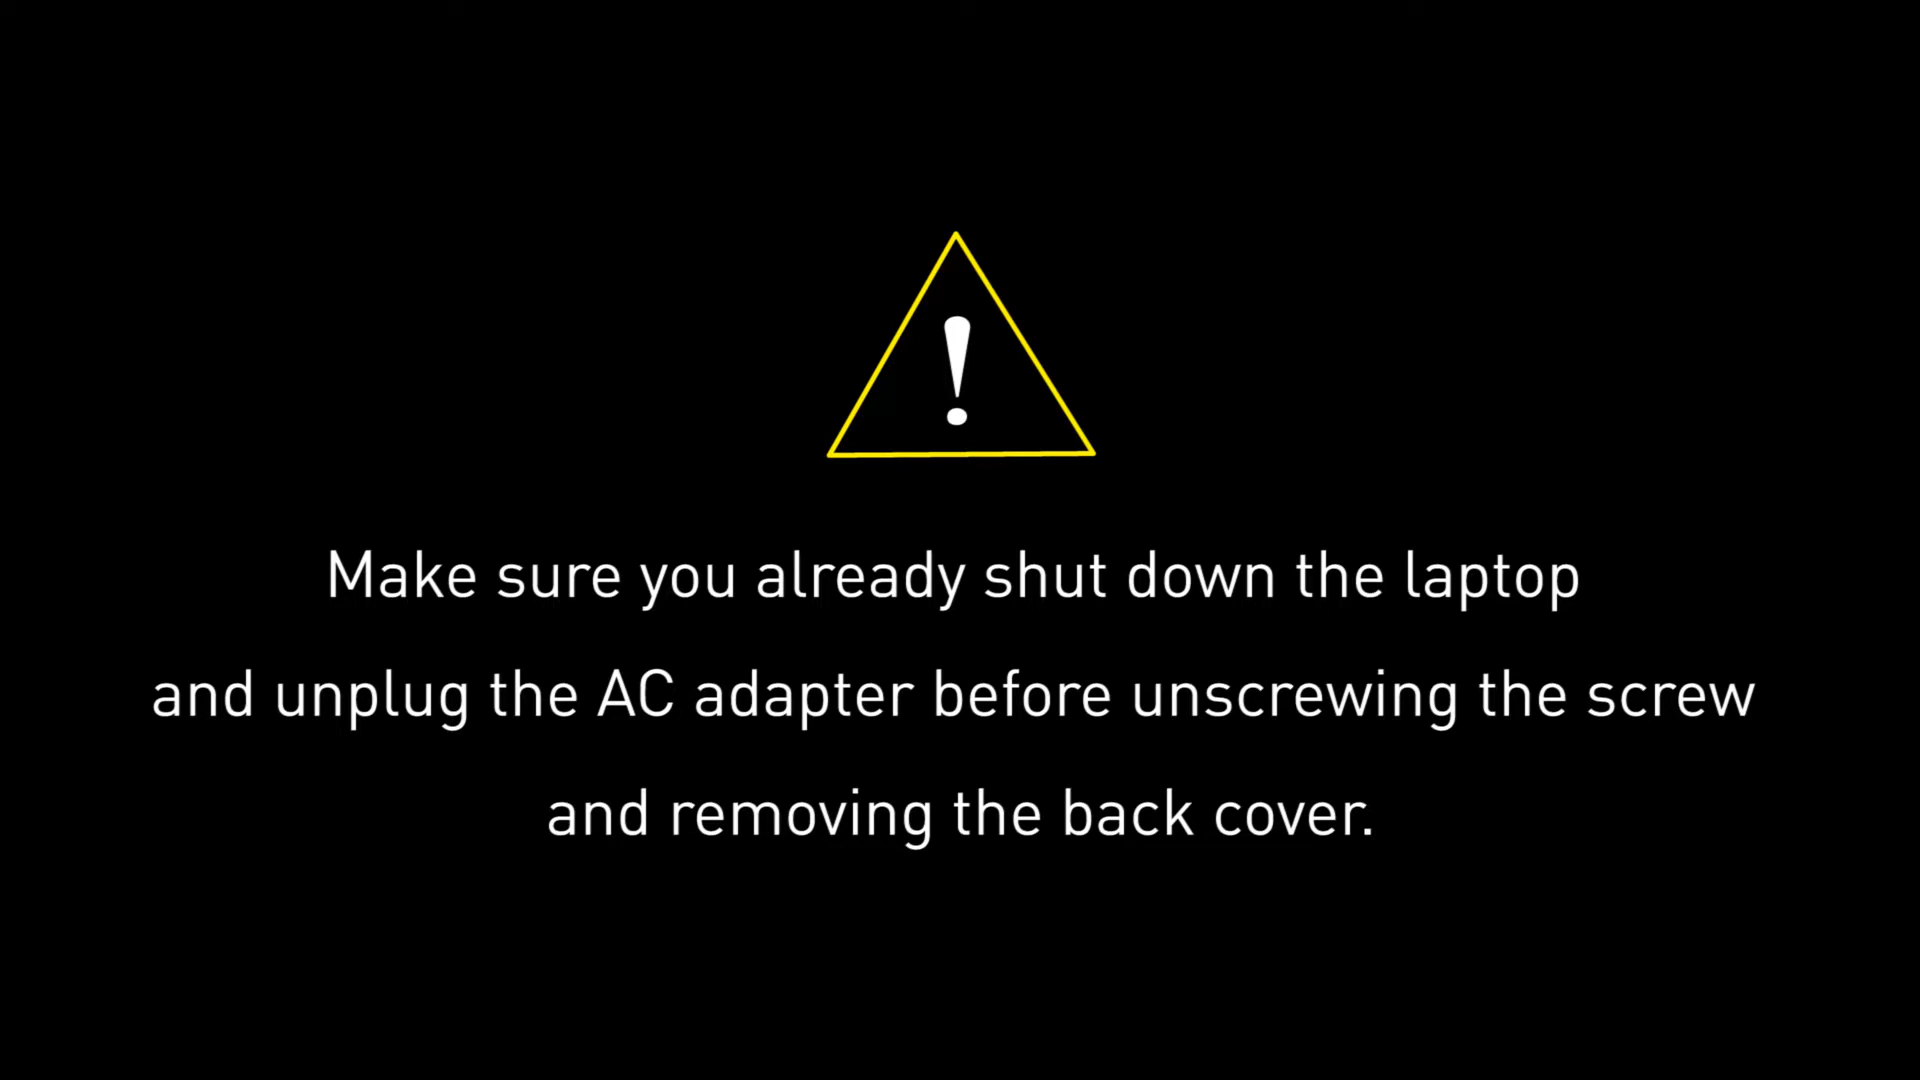 !
Make sure you already shut down the laptop
and unplug the AC adapter before unscrewing the screw
and removing the back cover.